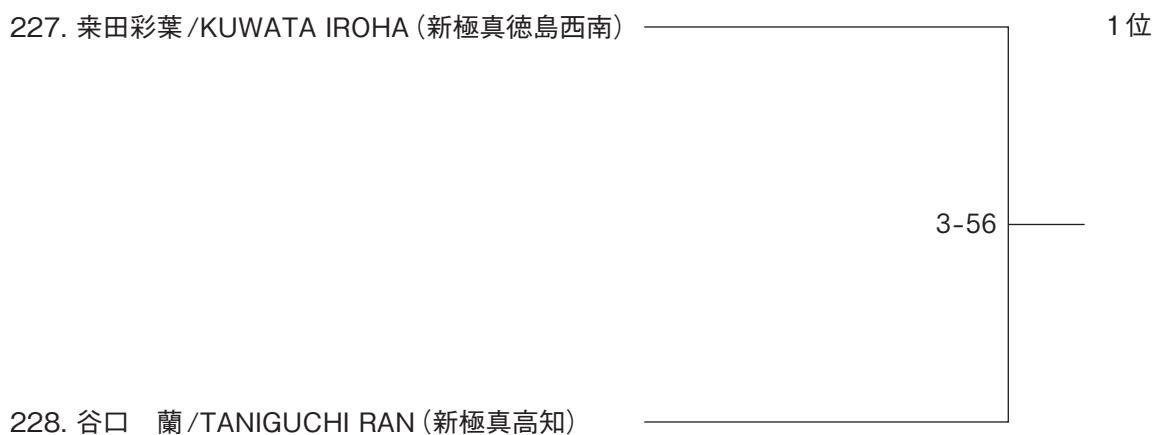 227. 桒田彩葉/KUWATA IROHA（新極真徳島西南）
1位
3-56
228. 谷口　蘭/TANIGUCHI RAN（新極真高知）